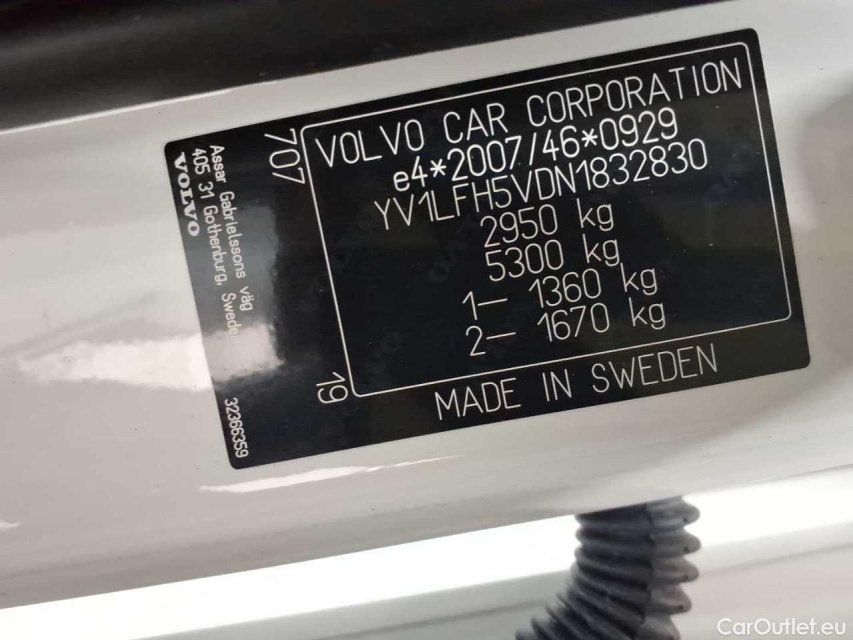 VOLVO CAR CORPORATION
e4*2007/46*0929
YV1LFH5VDN1832830
2950 kg
5300 kg
1— 1360 kg
2— 1670 kg
MADE IN SWEDEN
707
19
VOLVO
405 31 Gothenburg, Sweden
Assar Gabrielssons väg
32366359
CarOutlet.eu